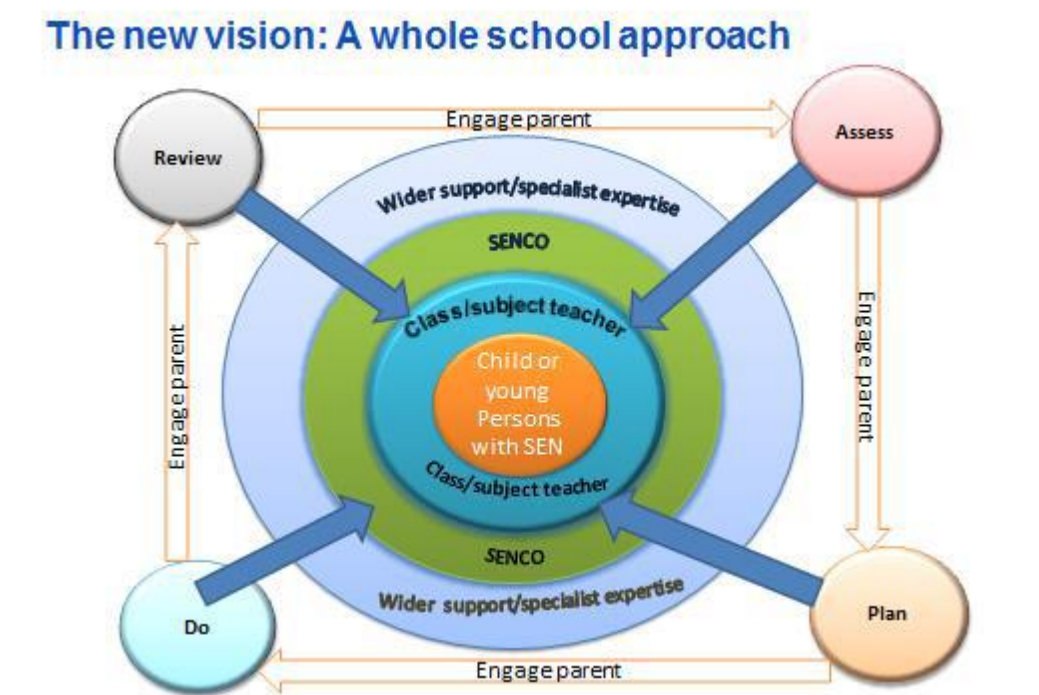 The new vision: A whole school approach
Engage parent
Review
Assess
Wider support/specialist expertise
SENCO
Class/subject teacher
Child or
young
Persons
with SEN
Engage parent
Engage parent
Class/subject teacher
SENCO
Wider support/specialist expertise
Do
Plan
Engage parent